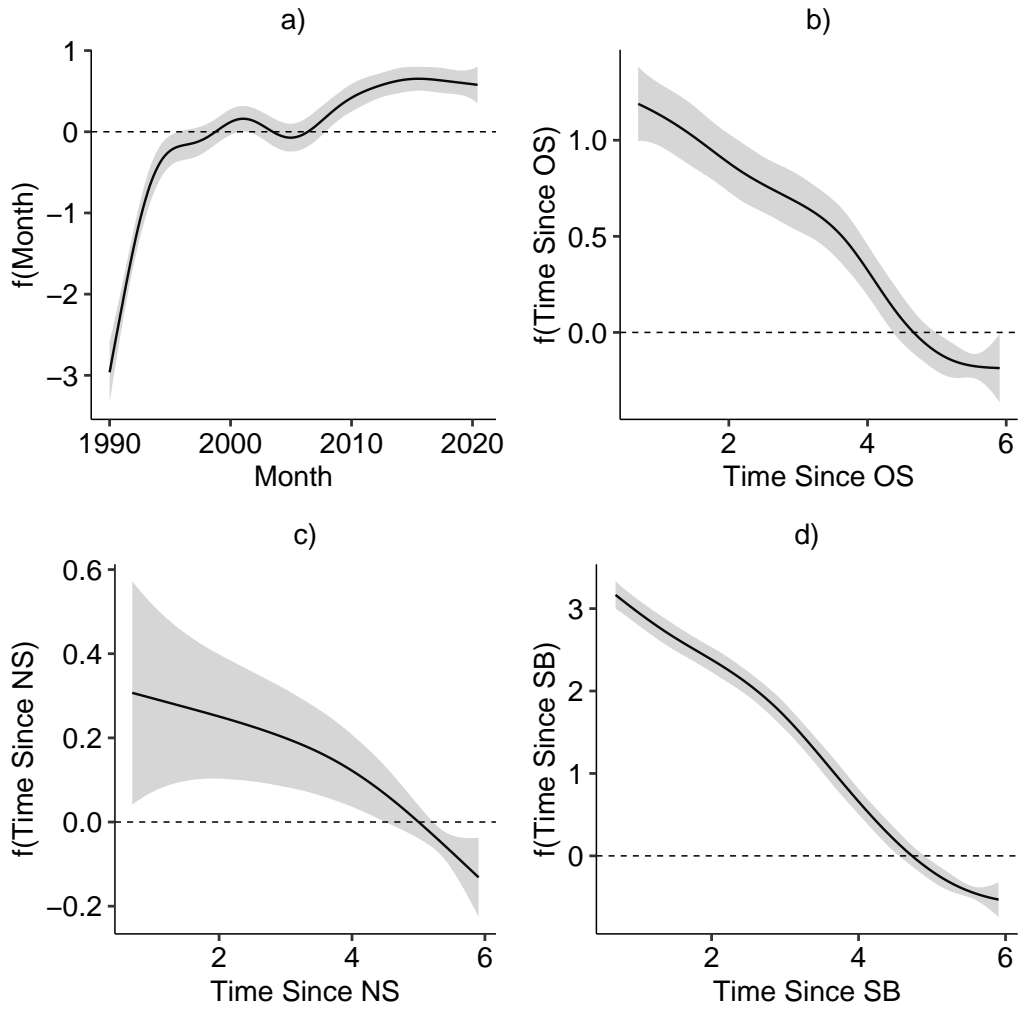 a)
f(Month)
1
0
−1
−2
−3
1990 2000 2010 2020
Month
b)
f(Time Since OS)
1.0
0.5
0.0
2 4 6
Time Since OS
c)
f(Time Since NS)
0.6
0.4
0.2
0.0
−0.2
2 4 6
Time Since NS
d)
f(Time Since SB)
3
2
1
0
2 4 6
Time Since SB